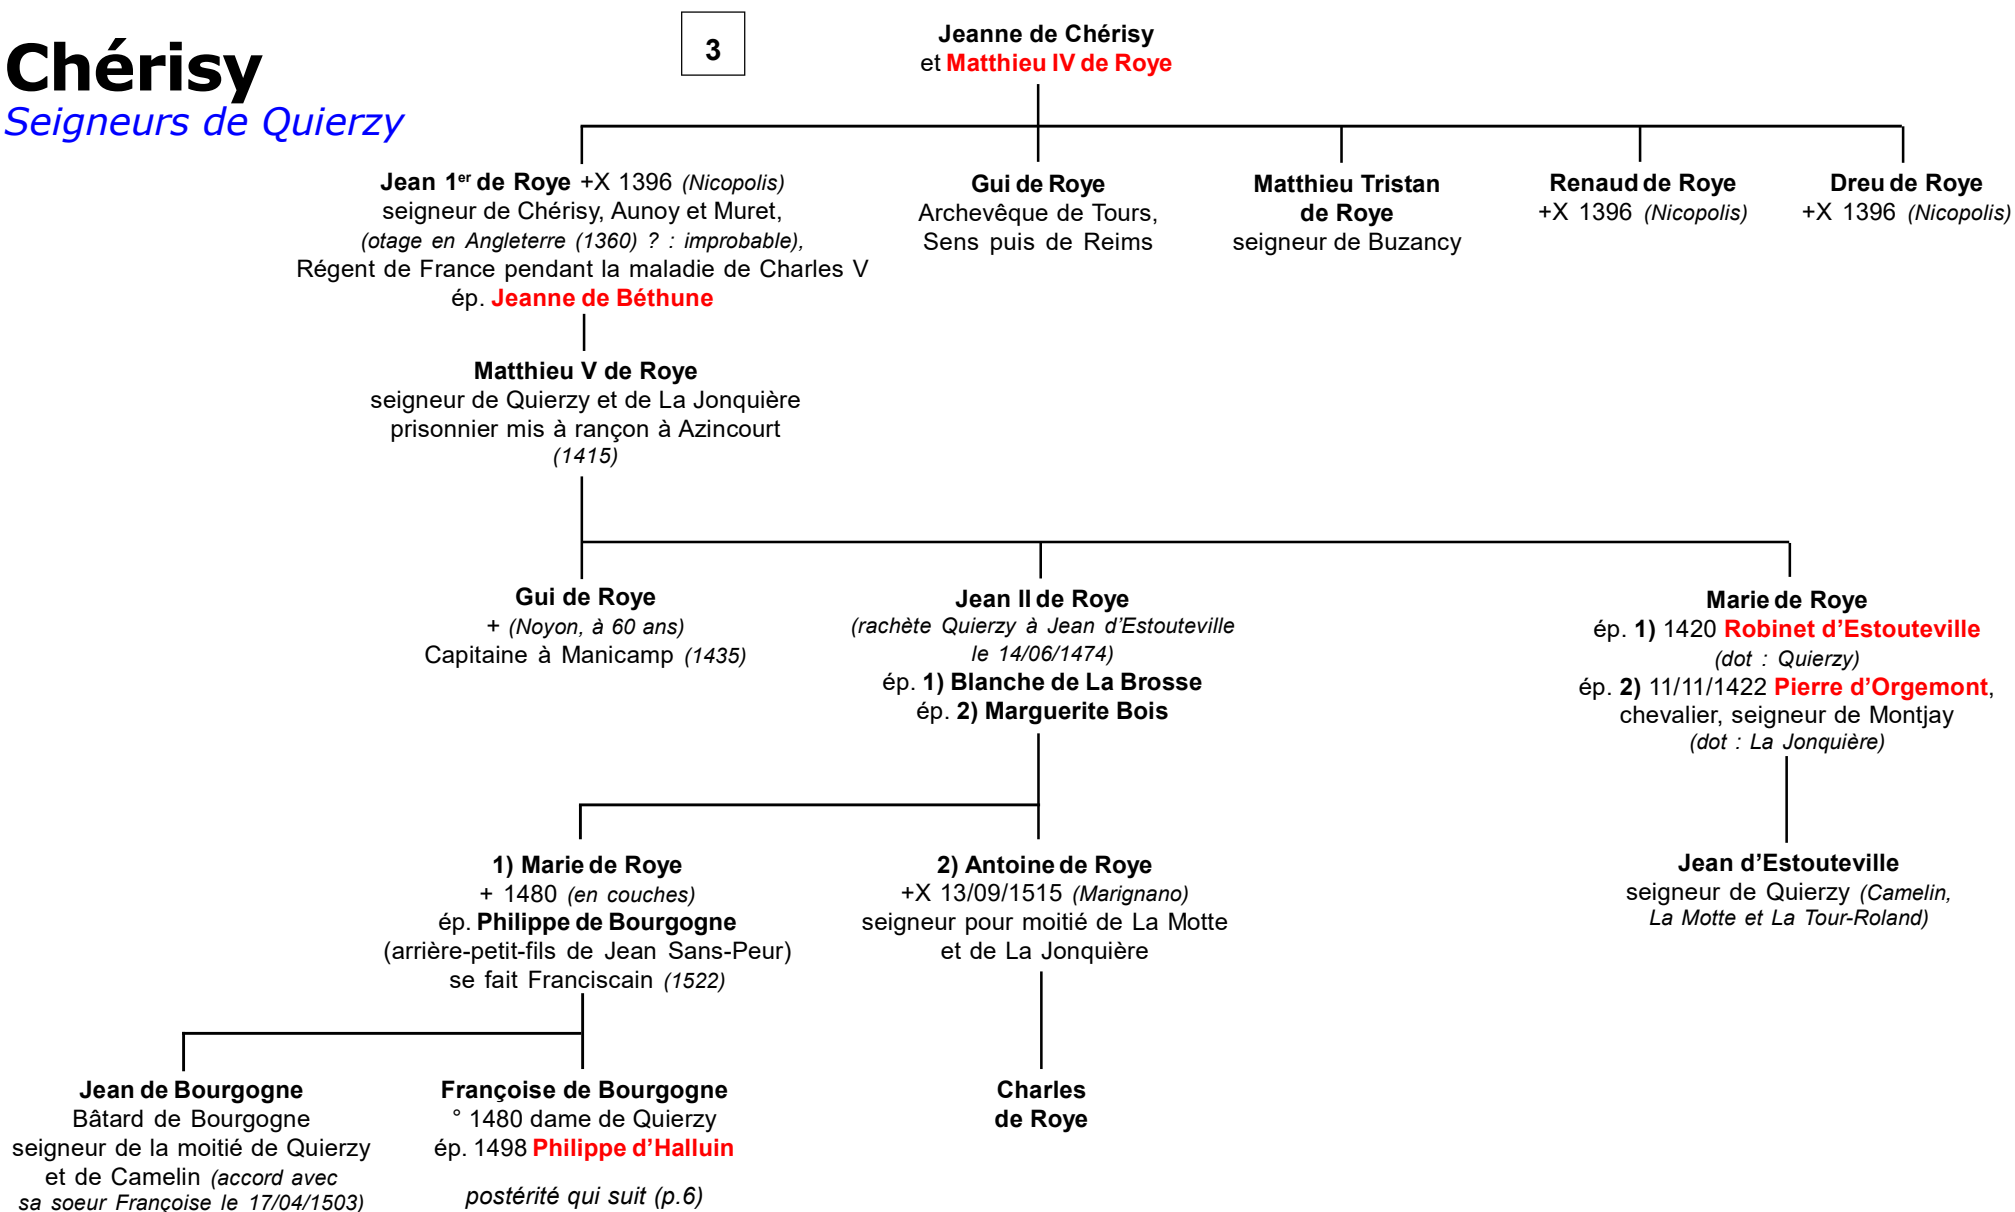 Chérisy
Seigneurs de Quierzy
3
Jeanne de Chérisy
et Matthieu IV de Roye
Jean 1er de Roye +X 1396 (Nicopolis)
seigneur de Chérisy, Aunoy et Muret,
(otage en Angleterre (1360) ? : improbable),
Régent de France pendant la maladie de Charles V
ép. Jeanne de Béthune
Gui de Roye
Archevêque de Tours,
Sens puis de Reims
Matthieu Tristan
de Roye
seigneur de Buzancy
Renaud de Roye
+X 1396 (Nicopolis)
Dreu de Roye
+X 1396 (Nicopolis)
Matthieu V de Roye
seigneur de Quierzy et de La Jonquière
prisonnier mis à rançon à Azincourt
(1415)
Gui de Roye
+ (Noyon, à 60 ans)
Capitaine à Manicamp (1435)
Jean II de Roye
(rachète Quierzy à Jean d’Estouteville
le 14/06/1474)
ép. 1) Blanche de La Brosse
ép. 2) Marguerite Bois
Marie de Roye
ép. 1) 1420 Robinet d’Estouteville
(dot : Quierzy)
ép. 2) 11/11/1422 Pierre d’Orgemont,
chevalier, seigneur de Montjay
(dot : La Jonquière)
1) Marie de Roye
+ 1480 (en couches)
ép. Philippe de Bourgogne
(arrière-petit-fils de Jean Sans-Peur)
se fait Franciscain (1522)
2) Antoine de Roye
+X 13/09/1515 (Marignano)
seigneur pour moitié de La Motte
et de La Jonquière
Jean d’Estouteville
seigneur de Quierzy (Camelin,
La Motte et La Tour-Roland)
Jean de Bourgogne
Bâtard de Bourgogne
seigneur de la moitié de Quierzy
et de Camelin (accord avec
sa soeur Françoise le 17/04/1503)
Françoise de Bourgogne
° 1480 dame de Quierzy
ép. 1498 Philippe d’Halluin
postérité qui suit (p.6)
Charles
de Roye